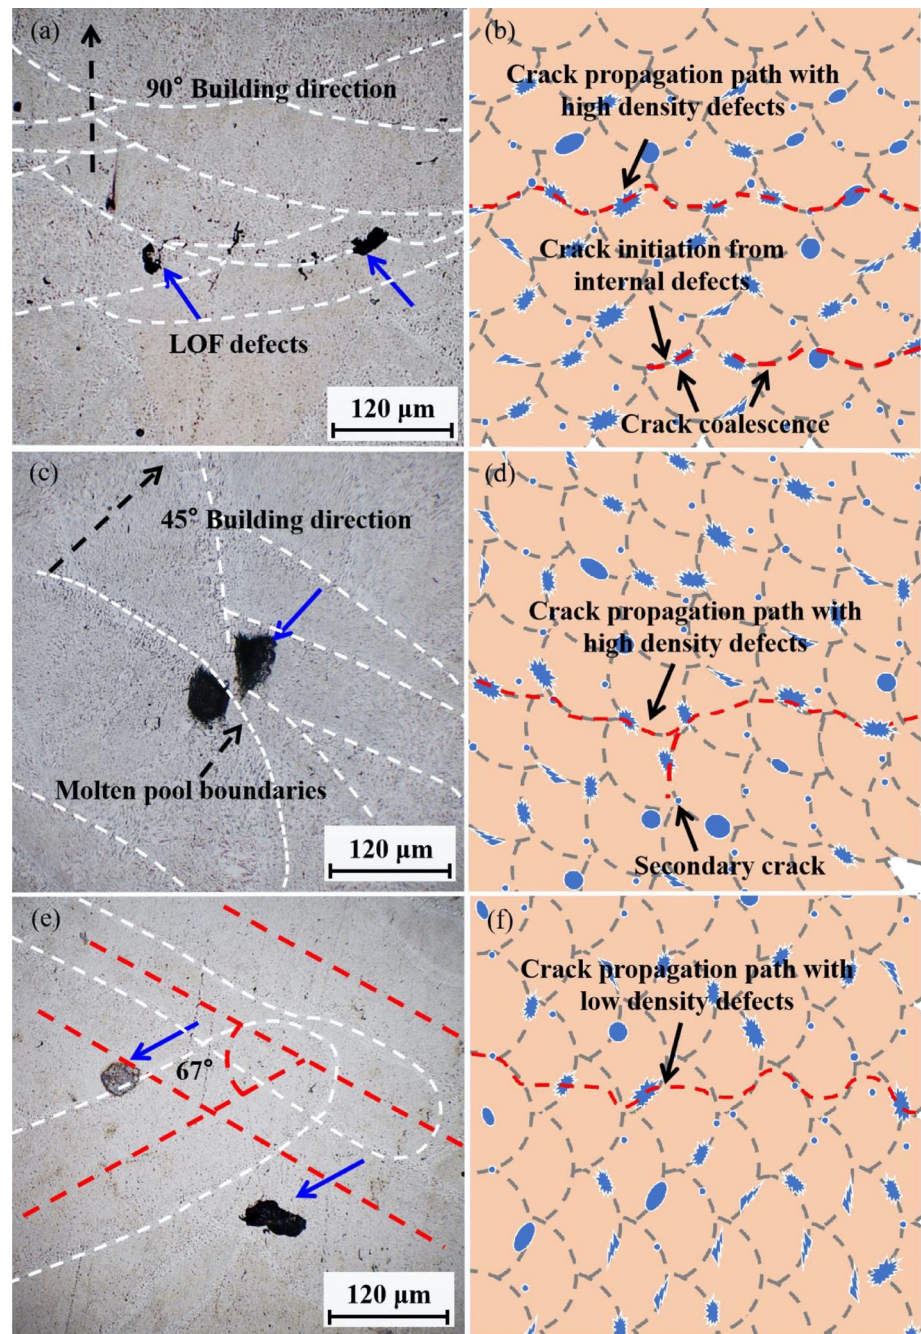 (a)
90° Building direction
LOF defects
120 μm
(b)
Crack propagation path with
high density defects
Crack initiation from
internal defects
Crack coalescence
(c)
45° Building direction
Molten pool boundaries
120 μm
(d)
Crack propagation path with
high density defects
Secondary crack
(e)
67°
120 μm
(f)
Crack propagation path with
low density defects